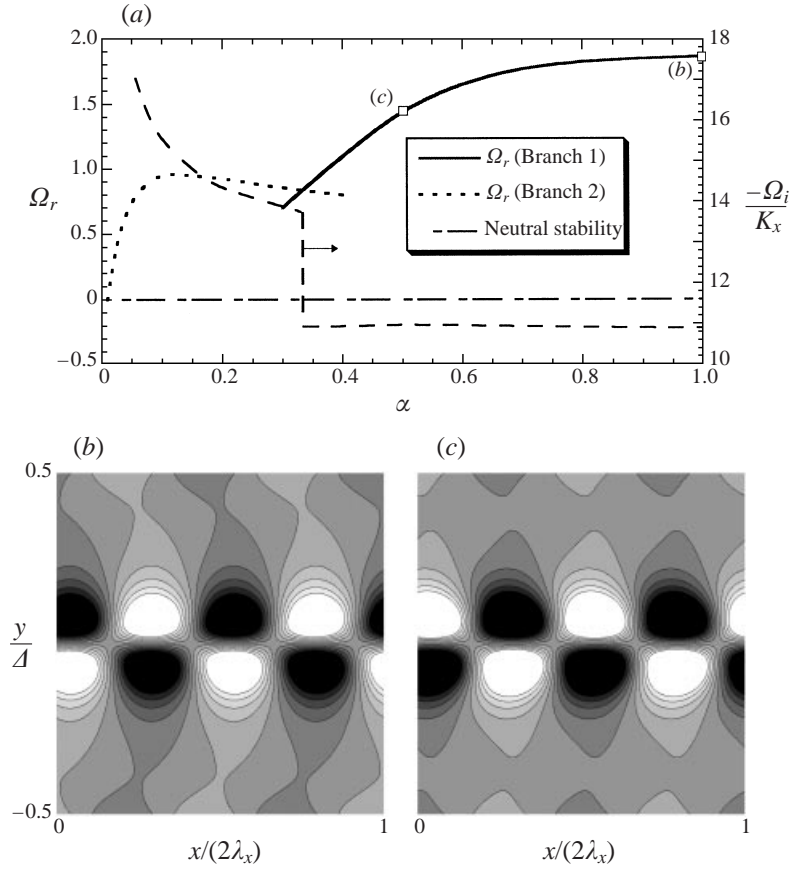 (a)
2.0
1.5
1.0
0.5
0
−0.5
Ω_r
18
16
14
12
10
−Ω_i
K_x
(b)
(c)
Ω_r (Branch 1)
Ω_r (Branch 2)
Neutral stability
0 0.2 0.4 0.6 0.8 1.0
α
(b) (c)
0.5
y
Δ
−0.5
0 1 0 1
x/(2λ_x) x/(2λ_x)